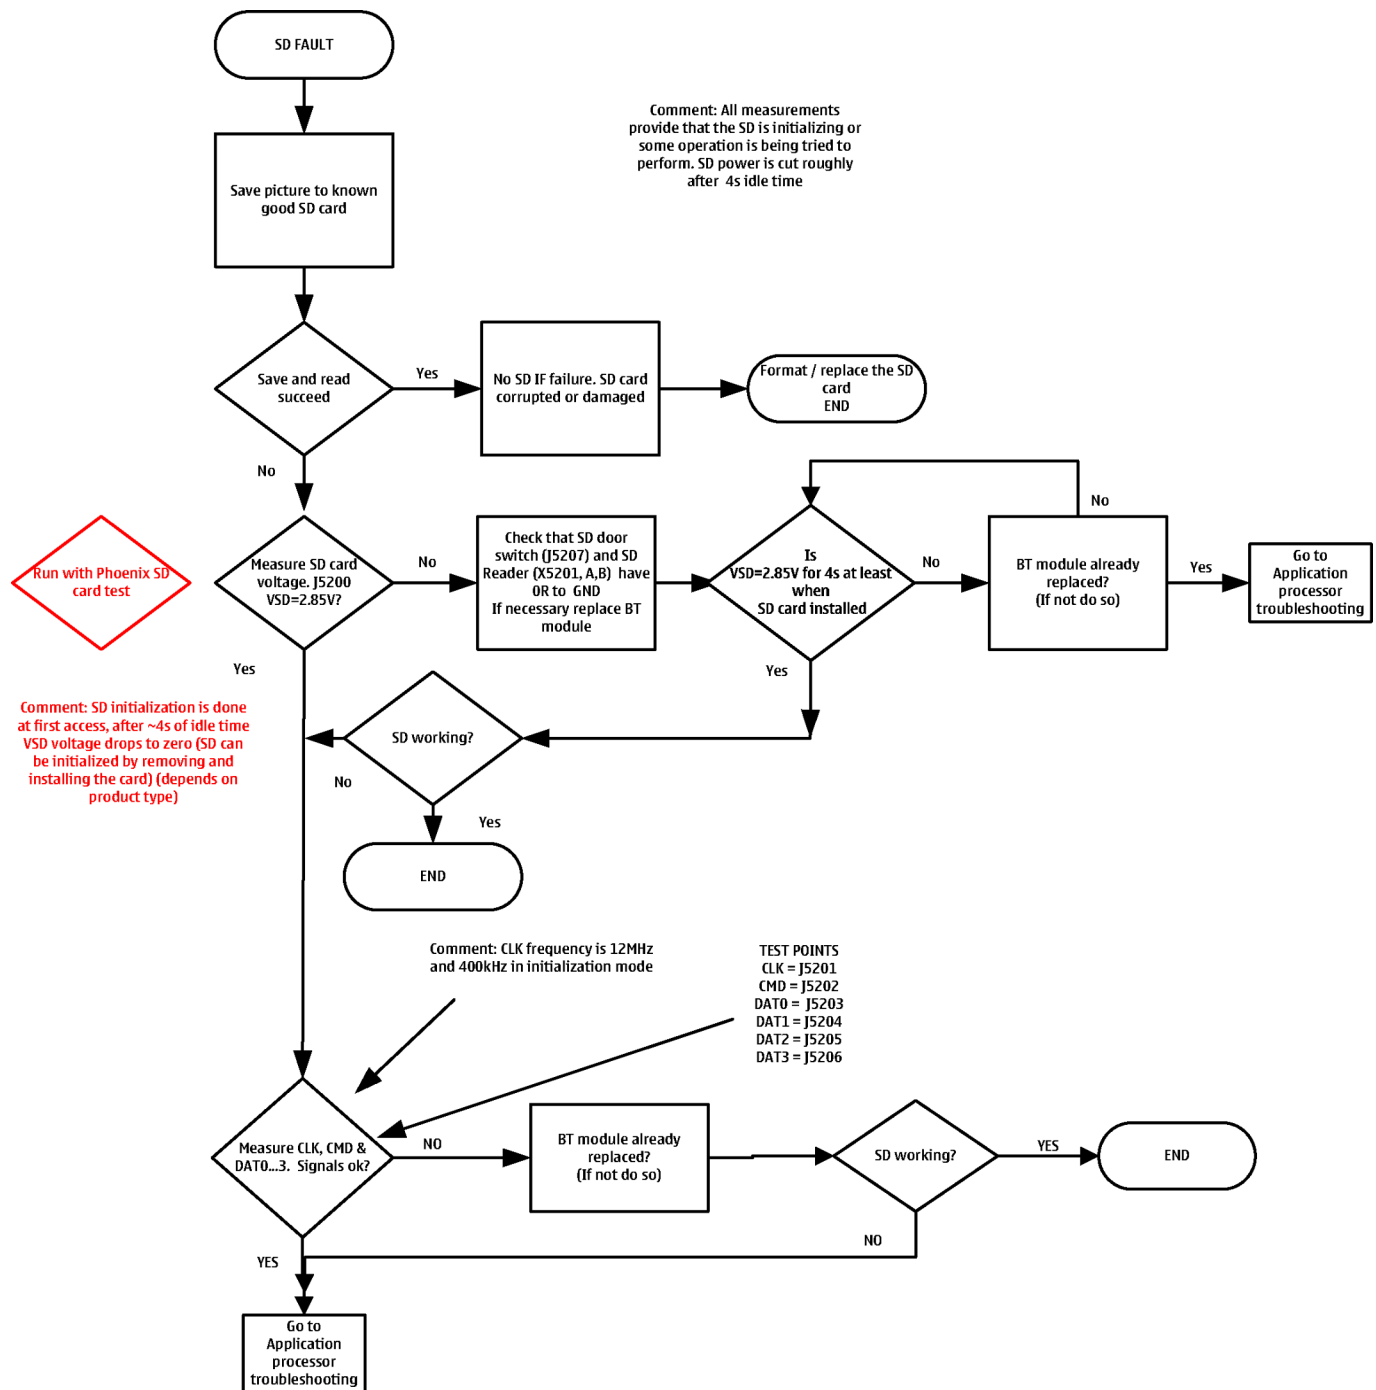 SD FAULT
Comment: All measurements
provide that the SD is initializing or
some operation is being tried to
perform. SD power is cut roughly
after 4s idle time
Save picture to known
good SD card
Save and read
succeed
Yes
No SD IF failure. SD card
corrupted or damaged
Format / replace the SD
card
END
No
Run with Phoenix SD
card test
Measure SD card
voltage. J5200
VSD=2.85V?
No
Check that SD door
switch (J5207) and SD
Reader (X5201, A,B) have
0R to GND
If necessary replace BT
module
Is
VSD=2.85V for 4s at least
when
SD card installed
No
No
BT module already
replaced?
(If not do so)
Yes
Go to
Application
processor
troubleshooting
Yes
Yes
Comment: SD initialization is done
at first access, after ~4s of idle time
VSD voltage drops to zero (SD can
be initialized by removing and
installing the card) (depends on
product type)
SD working?
No
Yes
END
Comment: CLK frequency is 12MHz
and 400kHz in initialization mode
TEST POINTS
CLK = J5201
CMD = J5202
DAT0 = J5203
DAT1 = J5204
DAT2 = J5205
DAT3 = J5206
Measure CLK, CMD &
DAT0...3. Signals ok?
NO
BT module already
replaced?
(If not do so)
SD working?
YES
END
NO
YES
Go to
Application
processor
troubleshooting